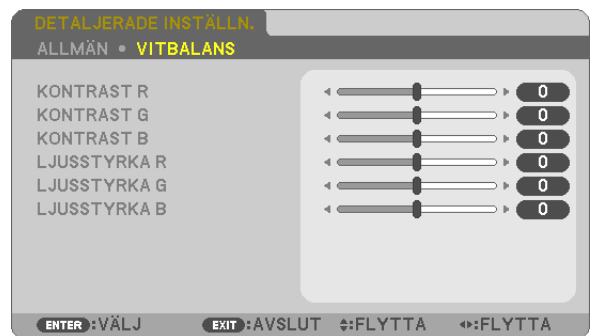 DETALJERADE INSTÄLLN.
ALLMÄN • VITBALANS
KONTRAST R 0
KONTRAST G 0
KONTRAST B 0
LJUSSTYRKA R 0
LJUSSTYRKA G 0
LJUSSTYRKA B 0
ENTER:VÄLJ EXIT:AVSLUT :FLYTTA :FLYTTA